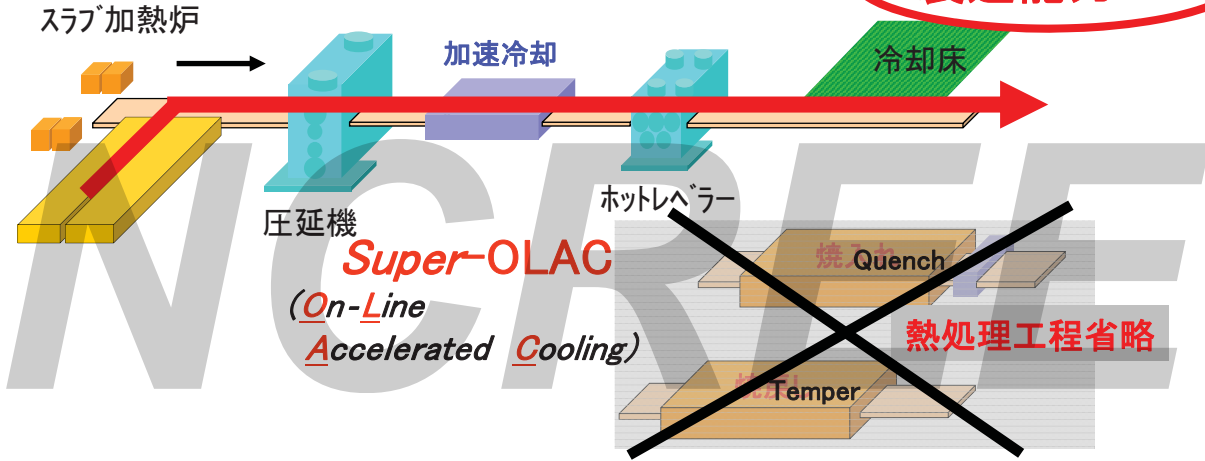 スラブ加熱炉
加速冷却
冷却床
圧延機
ホットレベラー
Super-OLAC
(On-Line
Accelerated Cooling)
焼入れ
Quench
熱処理工程省略
Temper
NCREE